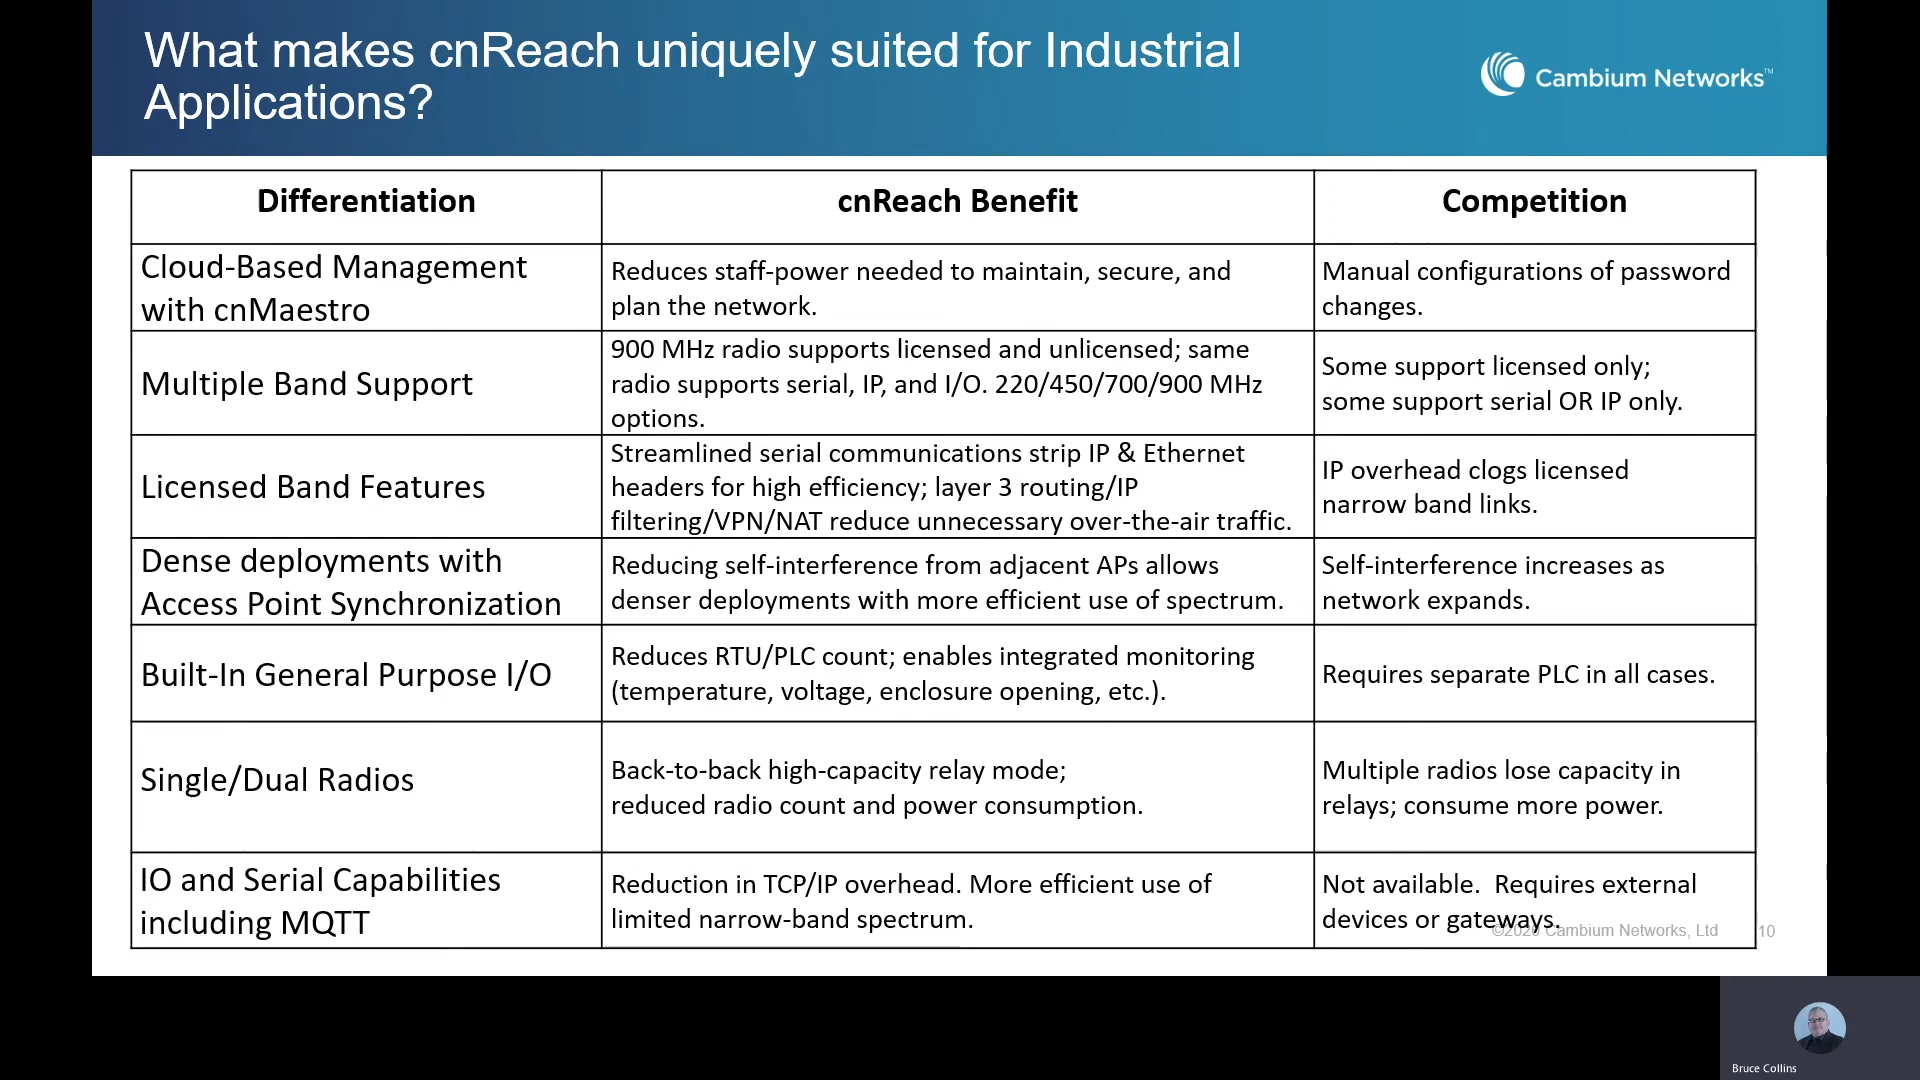 What makes cnReach uniquely suited for Industrial
Applications?
Cambium Networks™
Differentiation
cnReach Benefit
Competition
Cloud-Based Management
with cnMaestro
Reduces staff-power needed to maintain, secure, and
plan the network.
Manual configurations of password
changes.
Multiple Band Support
900 MHz radio supports licensed and unlicensed; same
radio supports serial, IP, and I/O. 220/450/700/900 MHz
options.
Some support licensed only;
some support serial OR IP only.
Licensed Band Features
Streamlined serial communications strip IP & Ethernet
headers for high efficiency; layer 3 routing/IP
filtering/VPN/NAT reduce unnecessary over-the-air traffic.
IP overhead clogs licensed
narrow band links.
Dense deployments with
Access Point Synchronization
Reducing self-interference from adjacent APs allows
denser deployments with more efficient use of spectrum.
Self-interference increases as
network expands.
Built-In General Purpose I/O
Reduces RTU/PLC count; enables integrated monitoring
(temperature, voltage, enclosure opening, etc.).
Requires separate PLC in all cases.
Single/Dual Radios
Back-to-back high-capacity relay mode;
reduced radio count and power consumption.
Multiple radios lose capacity in
relays; consume more power.
IO and Serial Capabilities
including MQTT
Reduction in TCP/IP overhead. More efficient use of
limited narrow-band spectrum.
Not available.  Requires external
devices or gateways.
©2020 Cambium Networks, Ltd
10
Bruce Collins